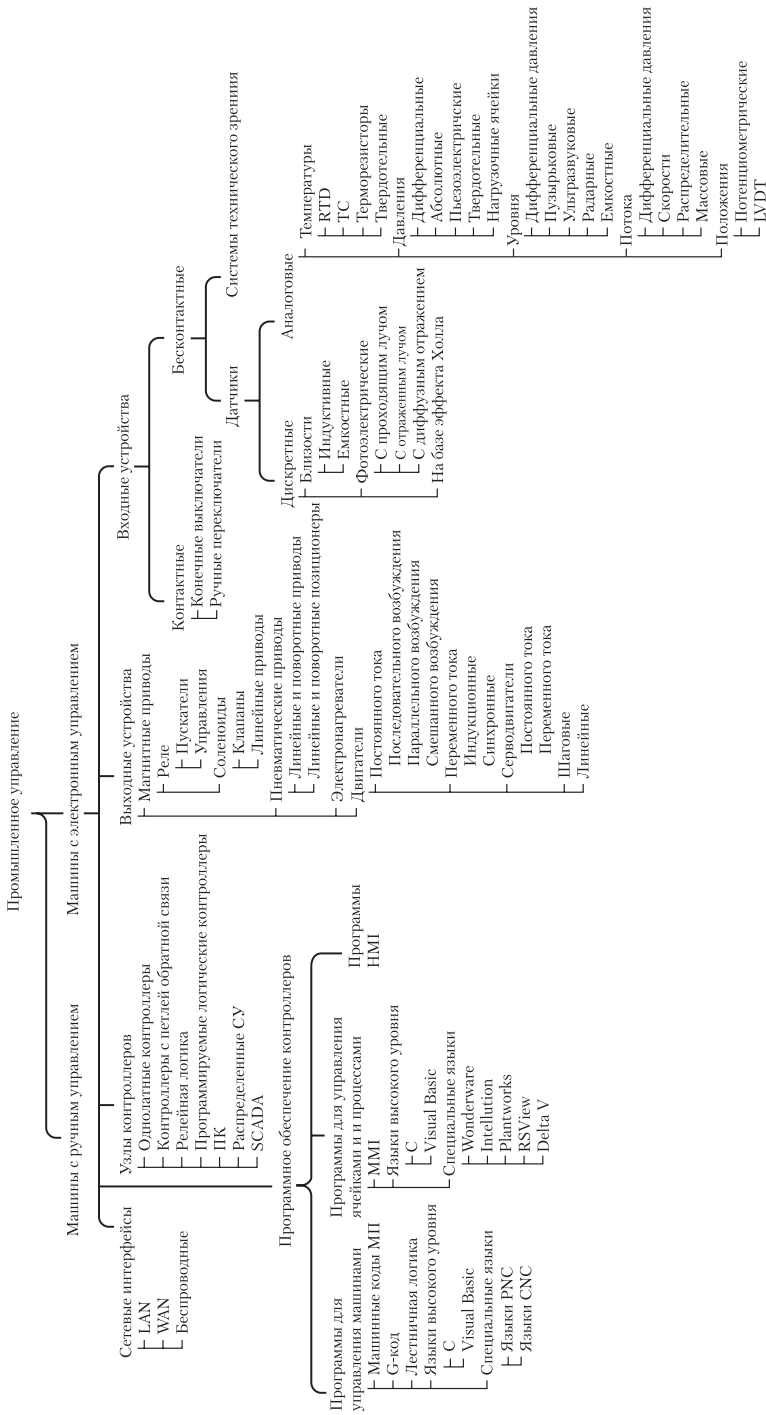 Промышленное управление
Машины с ручным управлением
Машины с электронным управлением
Сетевые интерфейсы
LAN
WAN
Беспроводные
Узлы контроллеров
Однолатные контроллеры
Контроллеры с петлей обратной связи
Релейная логика
Программируемые логические контроллеры
ПК
Распределенные СУ
SCADA
Программное обеспечение контроллеров
Программы для
управления машинами
Машинные коды МП
G-код
Лестничная логика
Языки высокого уровня
C
Visual Basic
Специальные языки
Языки PNC
Языки CNC
Программы для управления
ячейками и и процессами
MMI
Языки высокого уровня
C
Visual Basic
Специальные языки
Wonderware
Intellution
Plantworks
RSView
Delta V
Программы
HMI
Выходные устройства
Магнитные приводы
Реле
Пускатели
Управления
Соленоиды
Клапаны
Линейные приводы
Пневматические приводы
Линейные и поворотные приводы
Линейные и поворотные позиционеры
Электронагреватели
Двигатели
Постоянного тока
Последовательного возбуждения
Параллельного возбуждения
Смешанного возбуждения
Переменного тока
Индукционные
Синхронные
Серводвигатели
Постоянного тока
Переменного тока
Шаговые
Линейные
Входные устройства
Контактные
Конечные выключатели
Ручные переключатели
Бесконтактные
Датчики
Системы технического зрениия
Дискретные
Близости
Индуктивные
Емкостные
Фотоэлектрические
С проходящим лучом
С отраженным лучом
С диффузным отражением
На базе эффекта Холла
Аналоговые
Температуры
RTD
TC
Терморезисторы
Твердотельные
Давления
Дифференциальные
Абсолютные
Пьезоэлектричские
Твердотельные
Нагрузочные ячейки
Уровня
Дифференциальные давления
Пузырьковые
Ультразвуковые
Радарные
Емкостные
Потока
Дифференциальные давления
Скорости
Распределительные
Массовые
Положения
Потенциометрические
LVDT